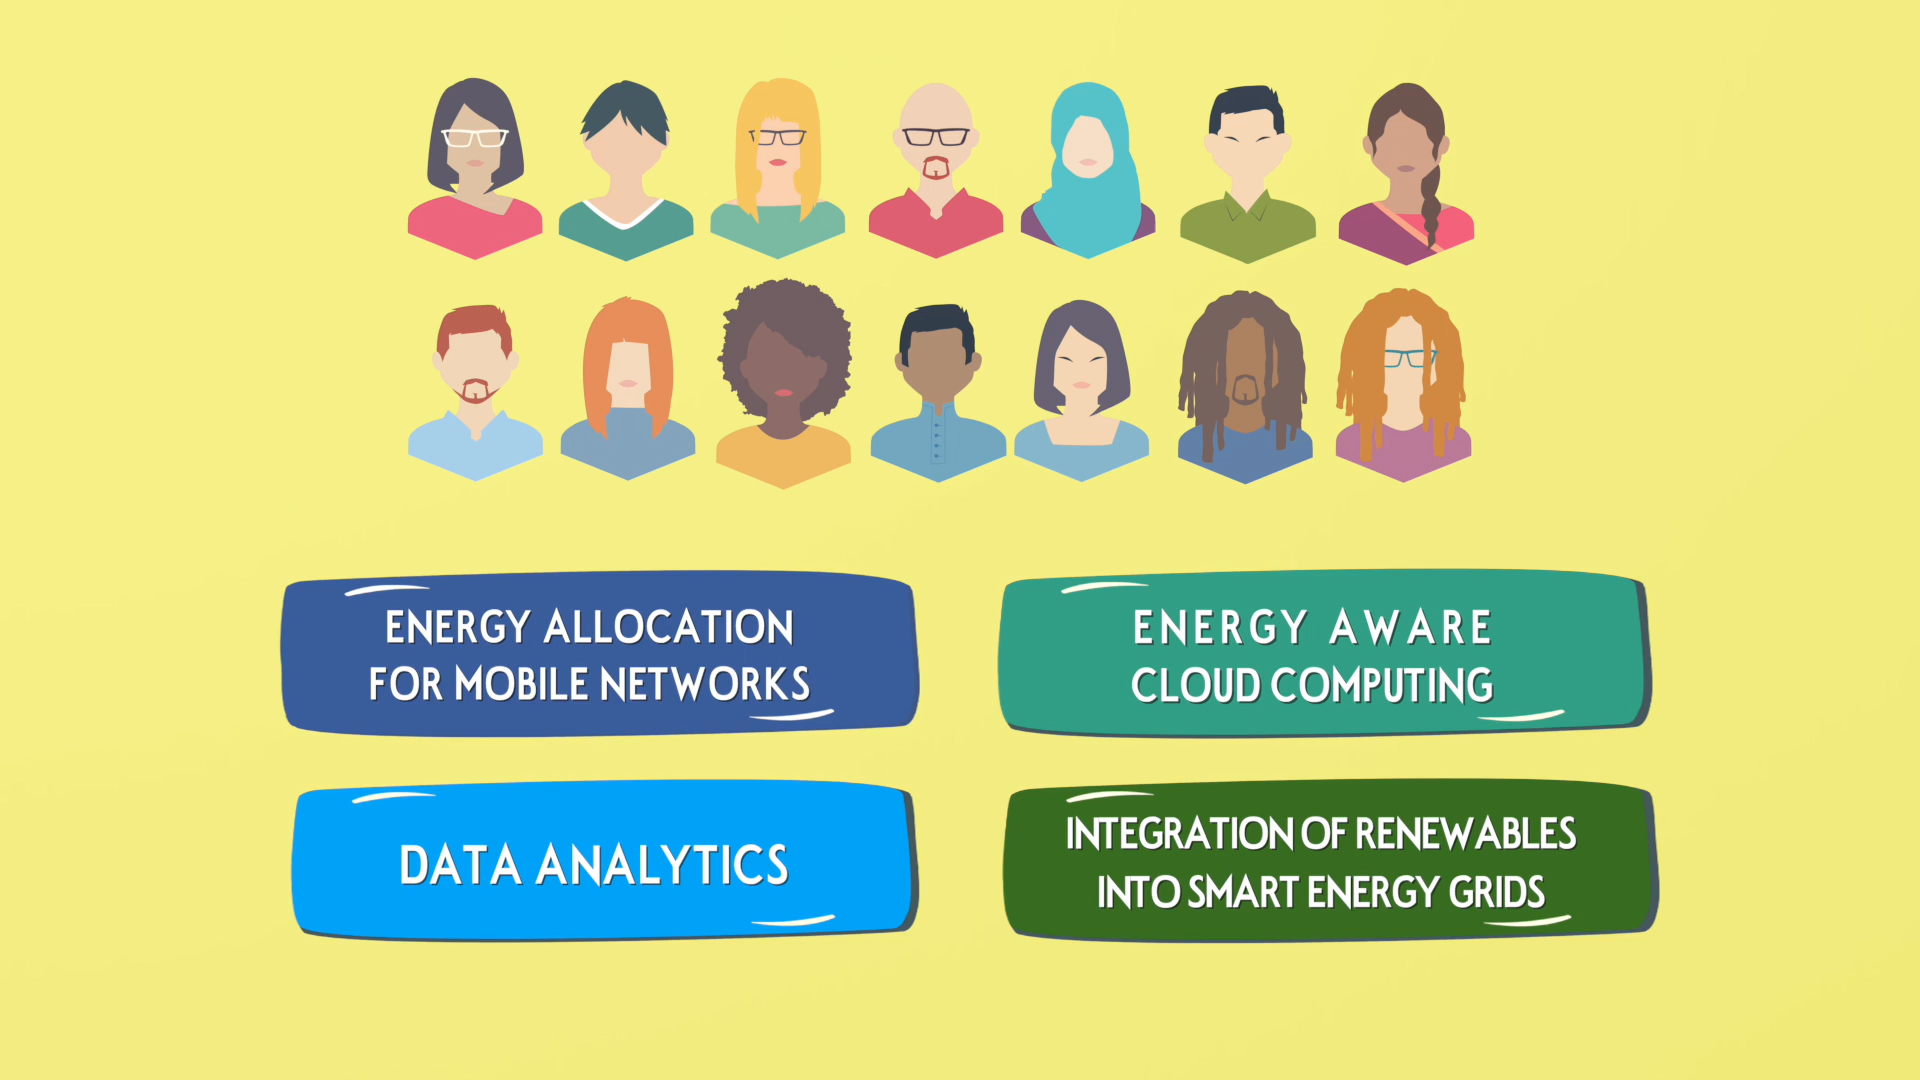 ENERGY ALLOCATION
FOR MOBILE NETWORKS
ENERGY AWARE
CLOUD COMPUTING
DATA ANALYTICS
INTEGRATION OF RENEWABLES
INTO SMART ENERGY GRIDS